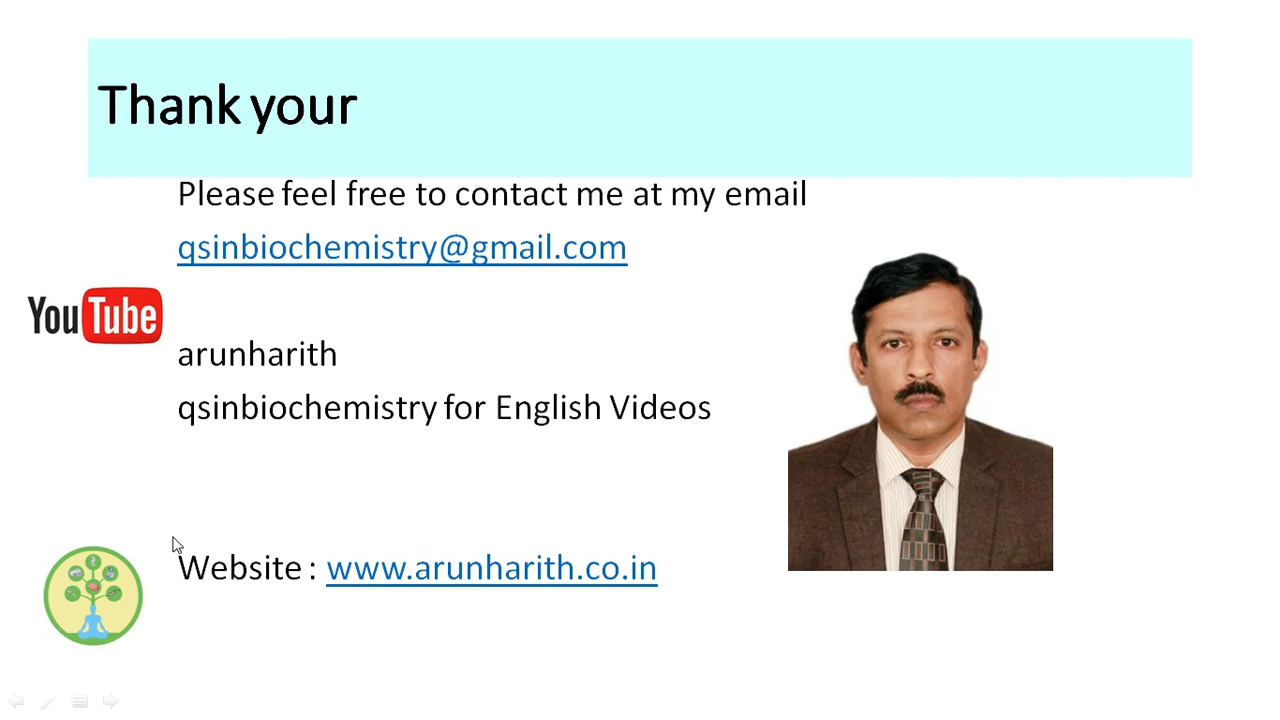 Thank your
Please feel free to contact me at my email
qsinbiochemistry@gmail.com
YouTube
arunharith
qsinbiochemistry for English Videos
Website : www.arunharith.co.in